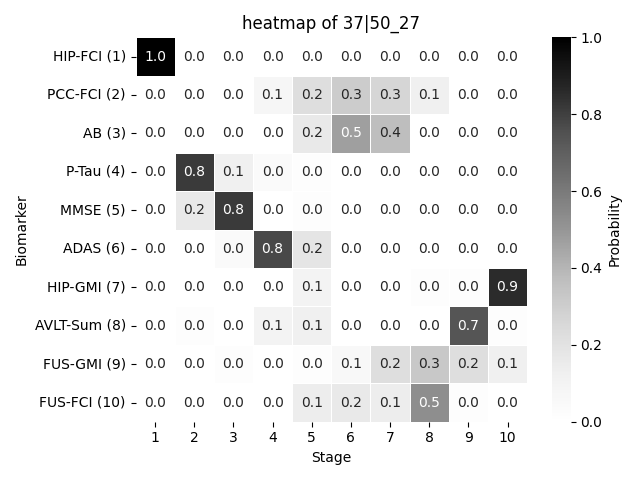 heatmap of 37|50_27
HIP-FCI (1) 1.0 0.0 0.0 0.0 0.0 0.0 0.0 0.0 0.0 0.0
PCC-FCI (2) 0.0 0.0 0.0 0.1 0.2 0.3 0.3 0.1 0.0 0.0
AB (3) 0.0 0.0 0.0 0.0 0.2 0.5 0.4 0.0 0.0 0.0
P-Tau (4) 0.0 0.8 0.1 0.0 0.0 0.0 0.0 0.0 0.0 0.0
MMSE (5) 0.0 0.2 0.8 0.0 0.0 0.0 0.0 0.0 0.0 0.0
ADAS (6) 0.0 0.0 0.0 0.8 0.2 0.0 0.0 0.0 0.0 0.0
HIP-GMI (7) 0.0 0.0 0.0 0.0 0.1 0.0 0.0 0.0 0.0 0.9
AVLT-Sum (8) 0.0 0.0 0.0 0.1 0.1 0.0 0.0 0.0 0.7 0.0
FUS-GMI (9) 0.0 0.0 0.0 0.0 0.0 0.1 0.2 0.3 0.2 0.1
FUS-FCI (10) 0.0 0.0 0.0 0.0 0.1 0.2 0.1 0.5 0.0 0.0
1 2 3 4 5 6 7 8 9 10
Stage
Biomarker
1.0
0.8
0.6
0.4
0.2
0.0
Probability